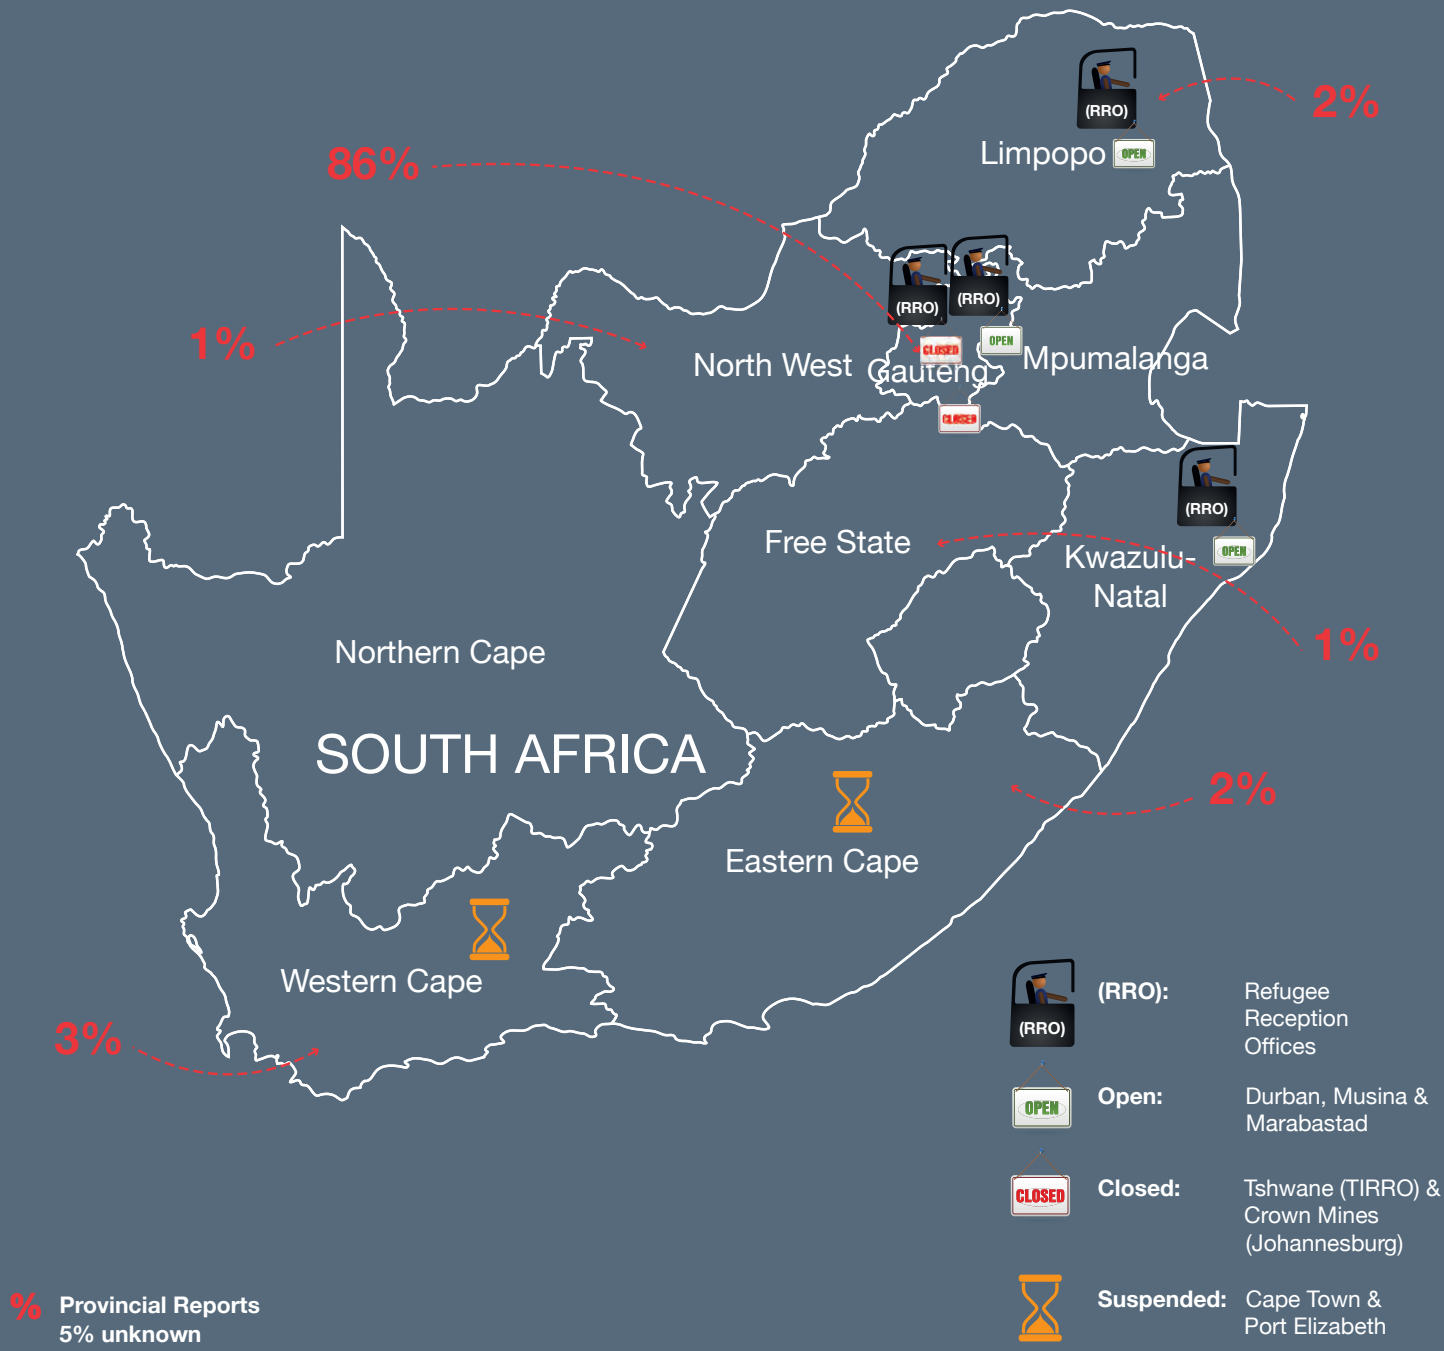 (RRO)
2%
Limpopo
OPEN
86%
(RRO)
(RRO)
1%
OPEN
CLOSED
North West
Gauteng
Mpumalanga
CLOSED
(RRO)
Free State
OPEN
Kwazulu-
Natal
1%
Northern Cape
SOUTH AFRICA
2%
Eastern Cape
Western Cape
3%
(RRO)
(RRO):
Refugee
Reception
Offices
OPEN
Open:
Durban, Musina &
Marabastad
CLOSED
Closed:
Tshwane (TIRRO) &
Crown Mines
(Johannesburg)
Suspended:
Cape Town &
Port Elizabeth
% Provincial Reports
5% unknown